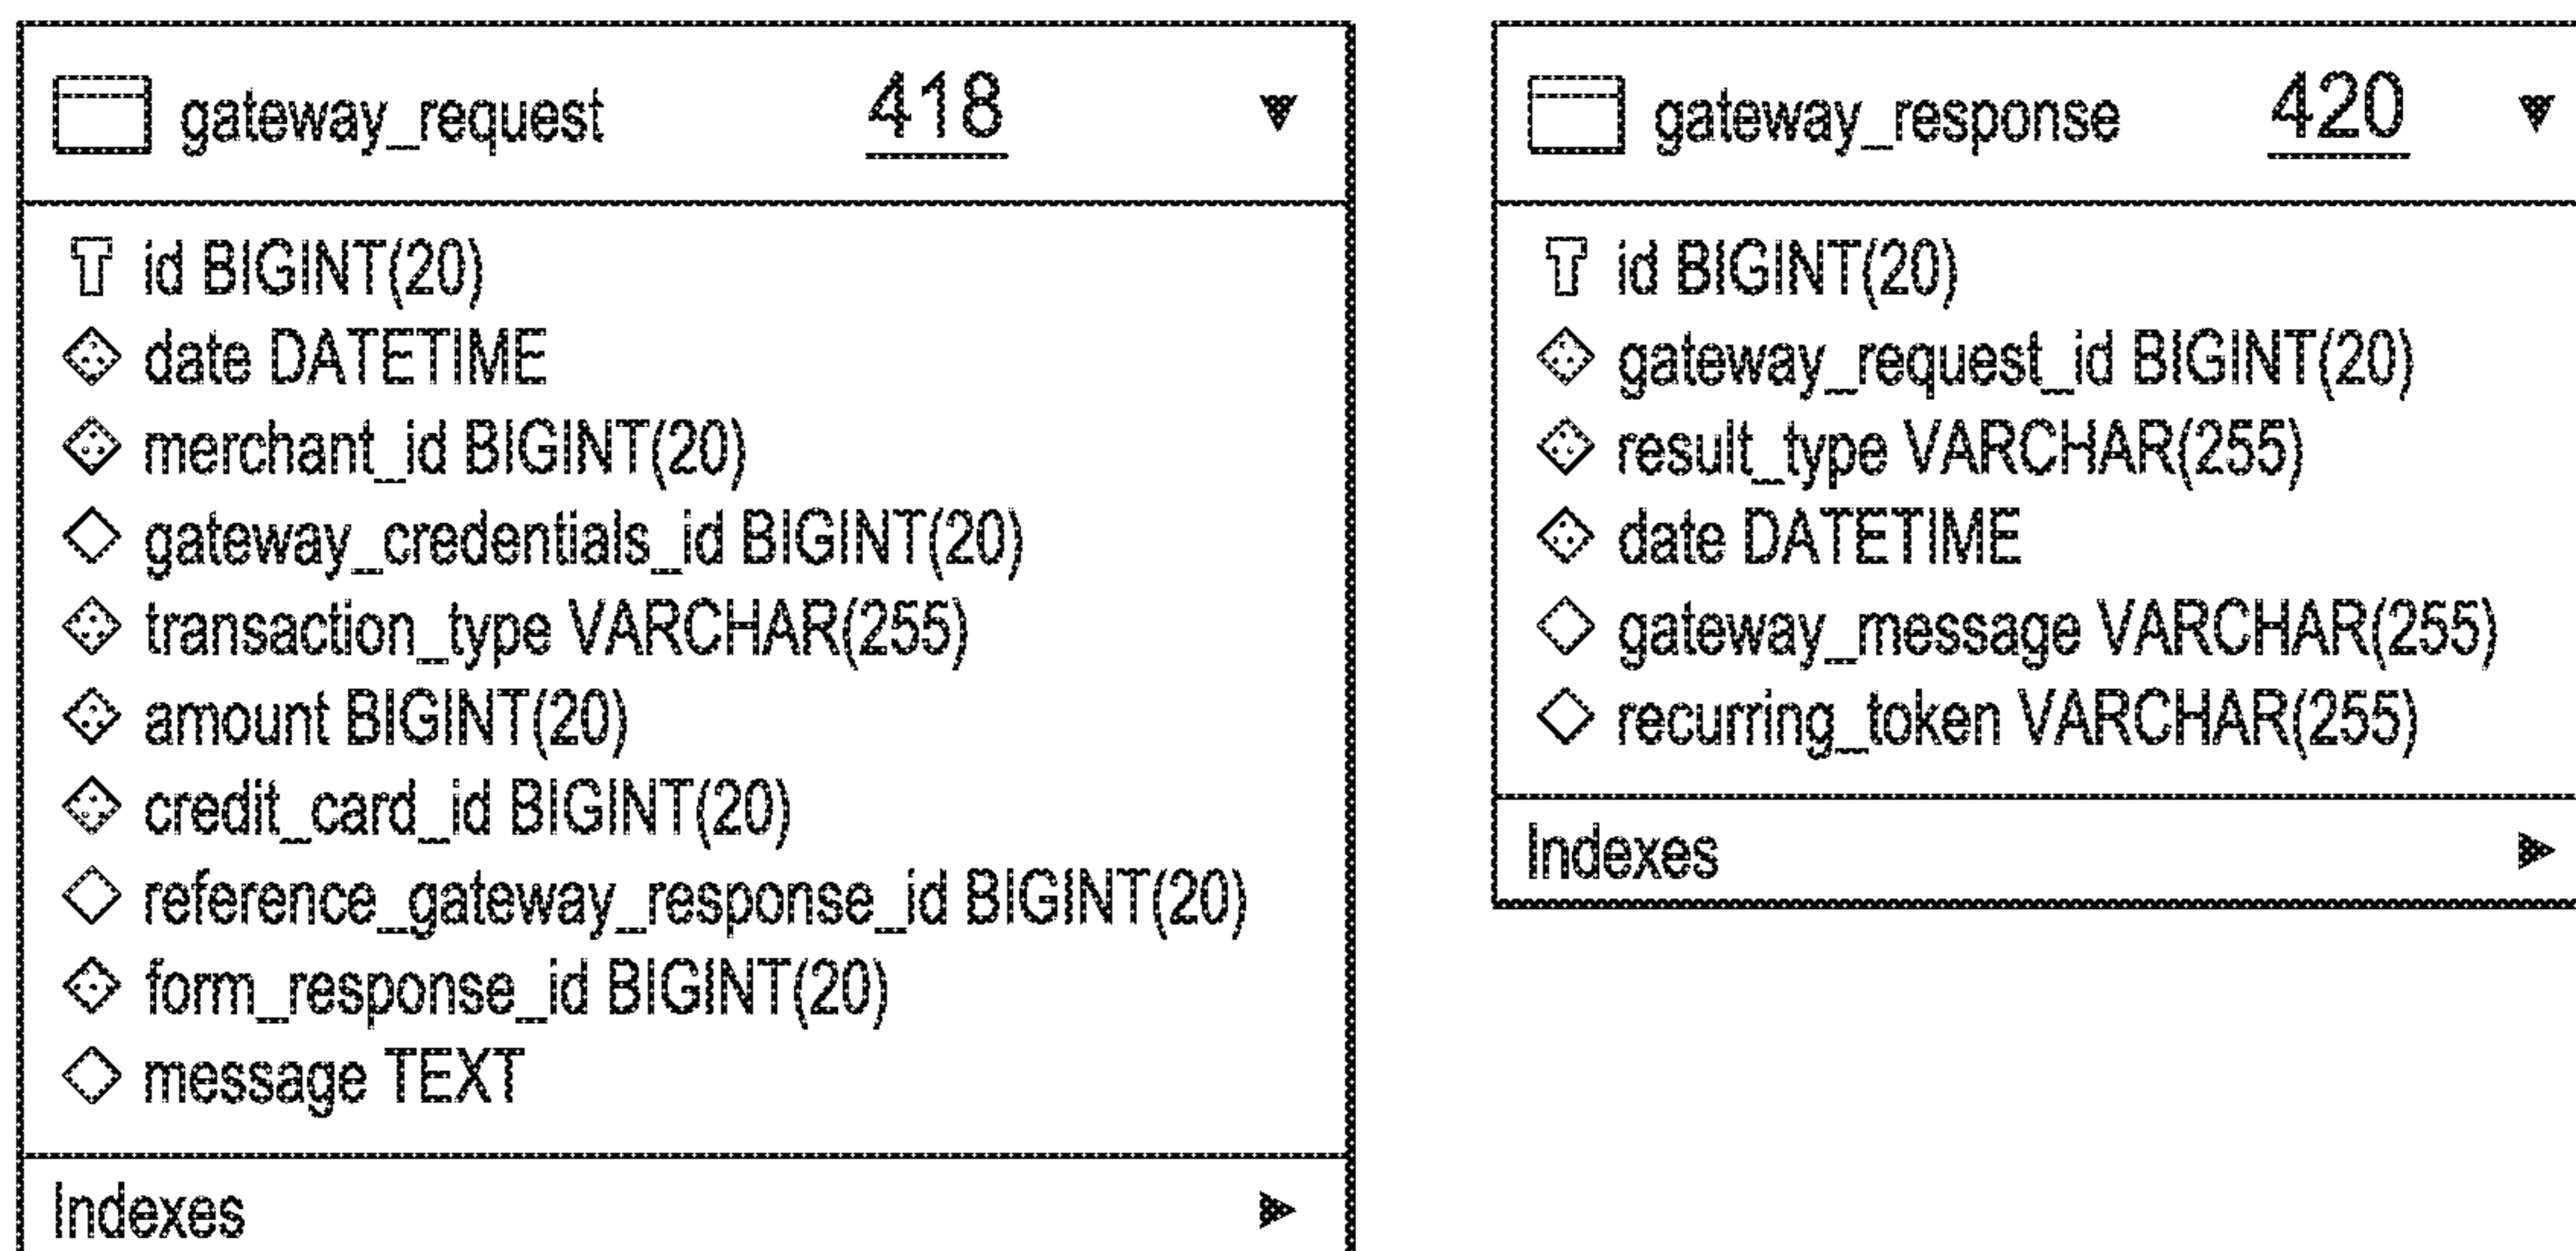 gateway_request 418
id BIGINT(20)
date DATETIME
merchant_id BIGINT(20)
gateway_credentials_id BIGINT(20)
transaction_type VARCHAR(255)
amount BIGINT(20)
credit_card_id BIGINT(20)
reference_gateway_response_id BIGINT(20)
form_response_id BIGINT(20)
message TEXT
Indexes
gateway_response 420
id BIGINT(20)
gateway_request_id BIGINT(20)
result_type VARCHAR(255)
date DATETIME
gateway_message VARCHAR(255)
recurring_token VARCHAR(255)
Indexes